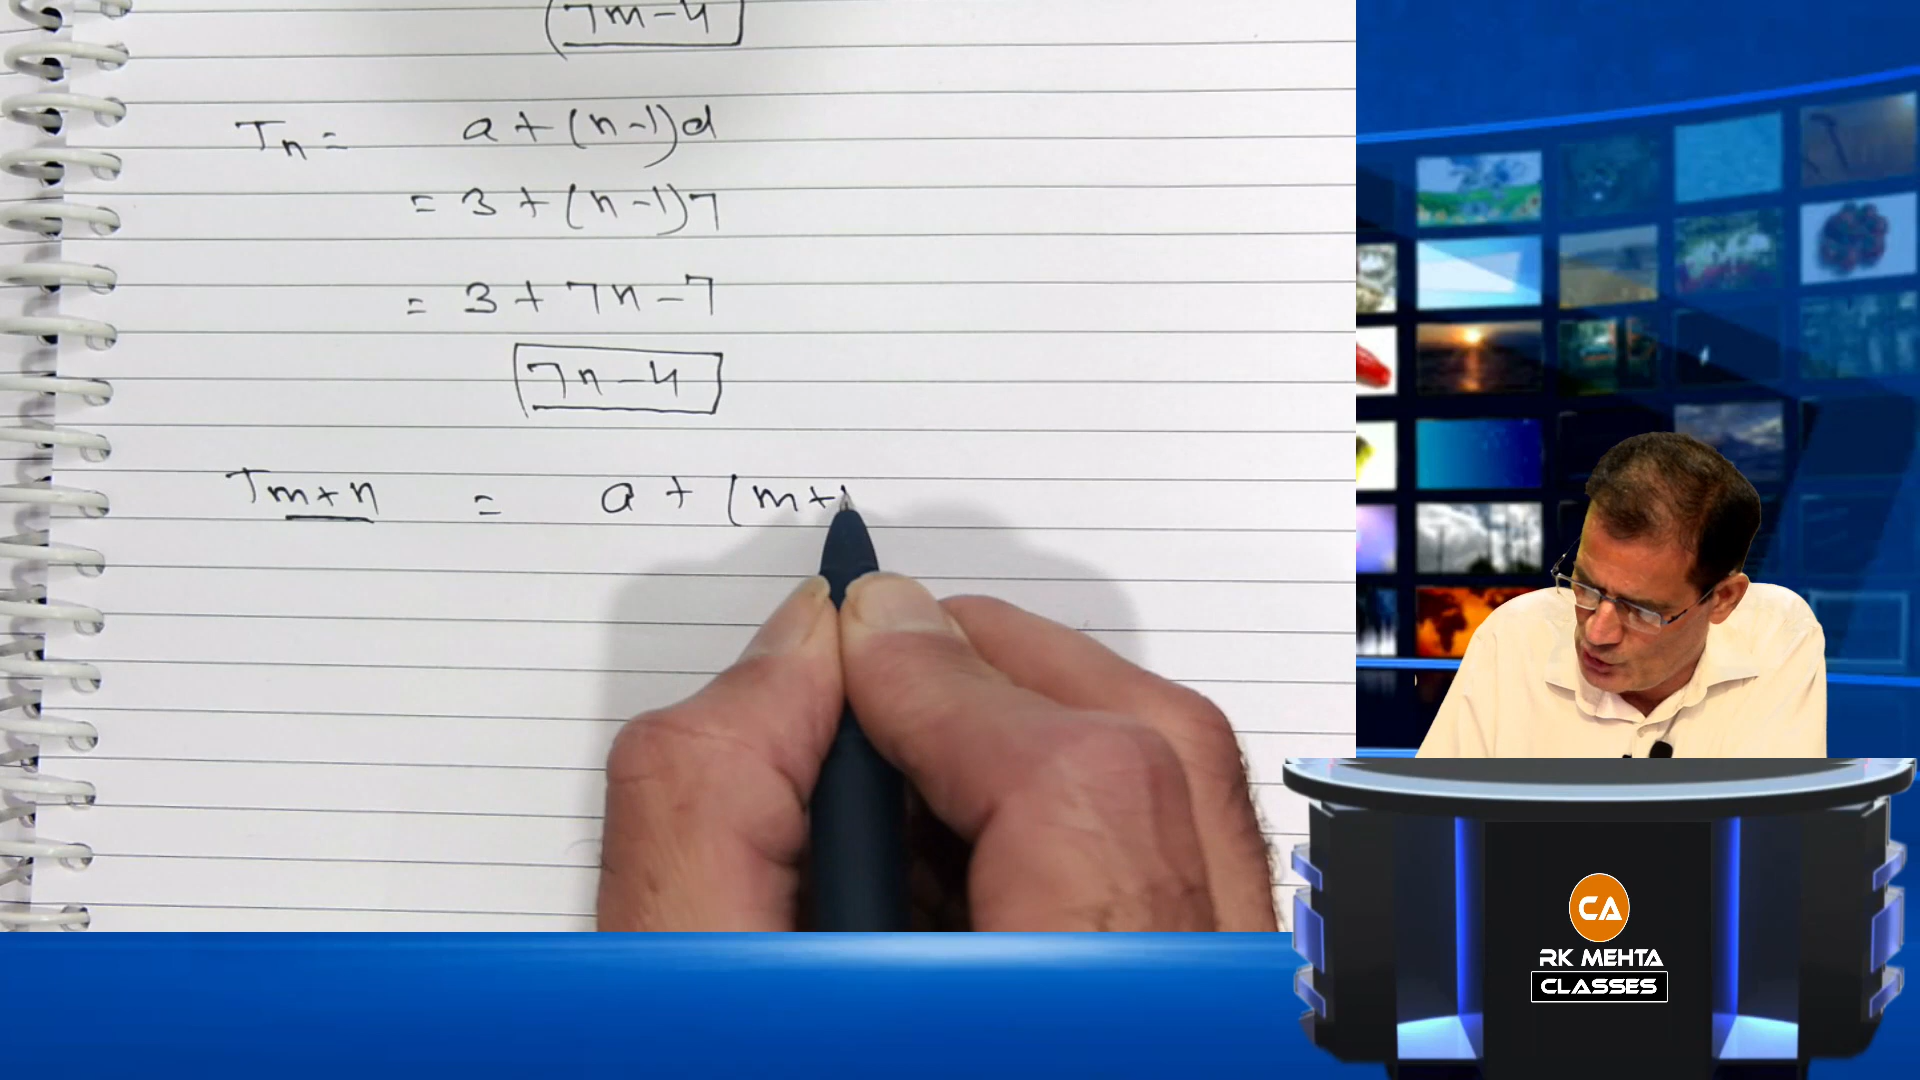 7m-4
Tn = a + (n-1)d
= 3 + (n-1)7
= 3 + 7n - 7
7n-4
Tm+n = a + (m+
CA
RK MEHTA
CLASSES